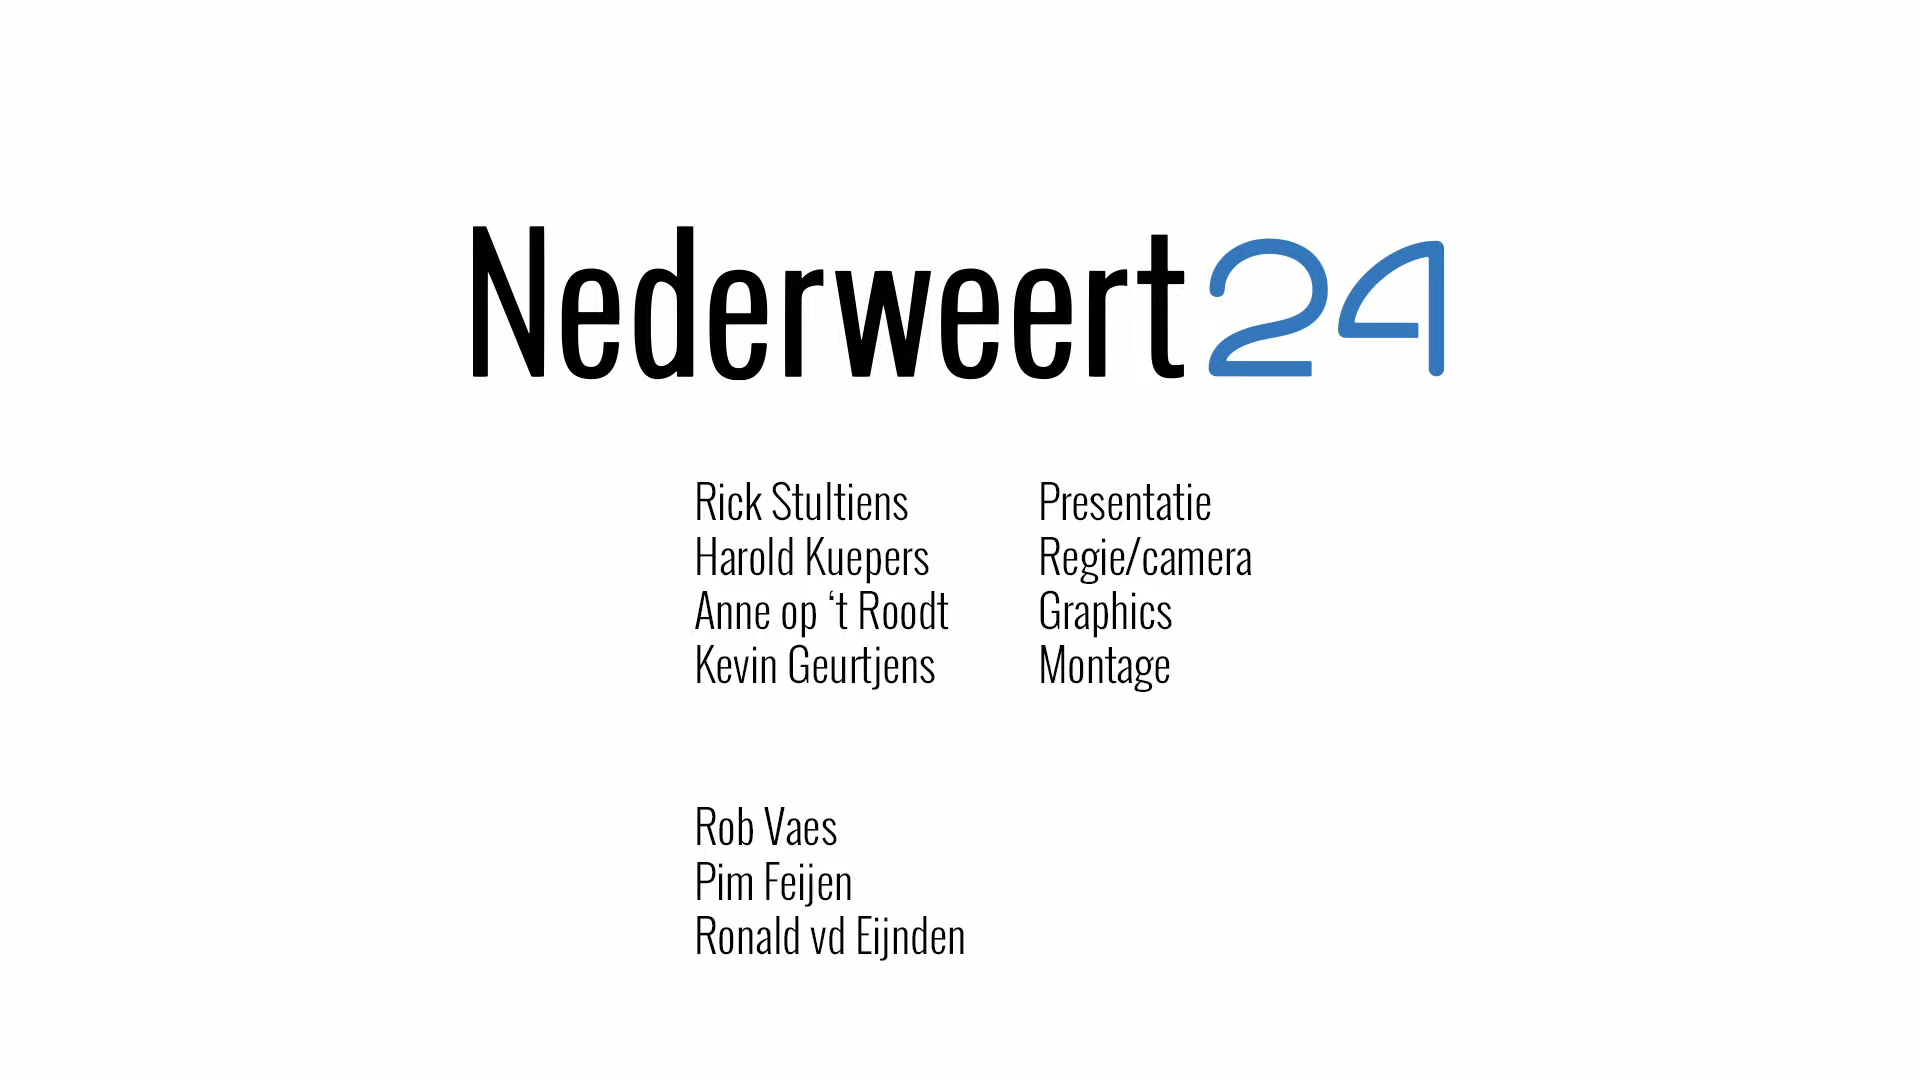 Nederweert24
Rick Stultiens Presentatie
Harold Kuepers Regie/camera
Anne op ‘t Roodt Graphics
Kevin Geurtjens Montage
Rob Vaes
Pim Feijen
Ronald vd Eijnden